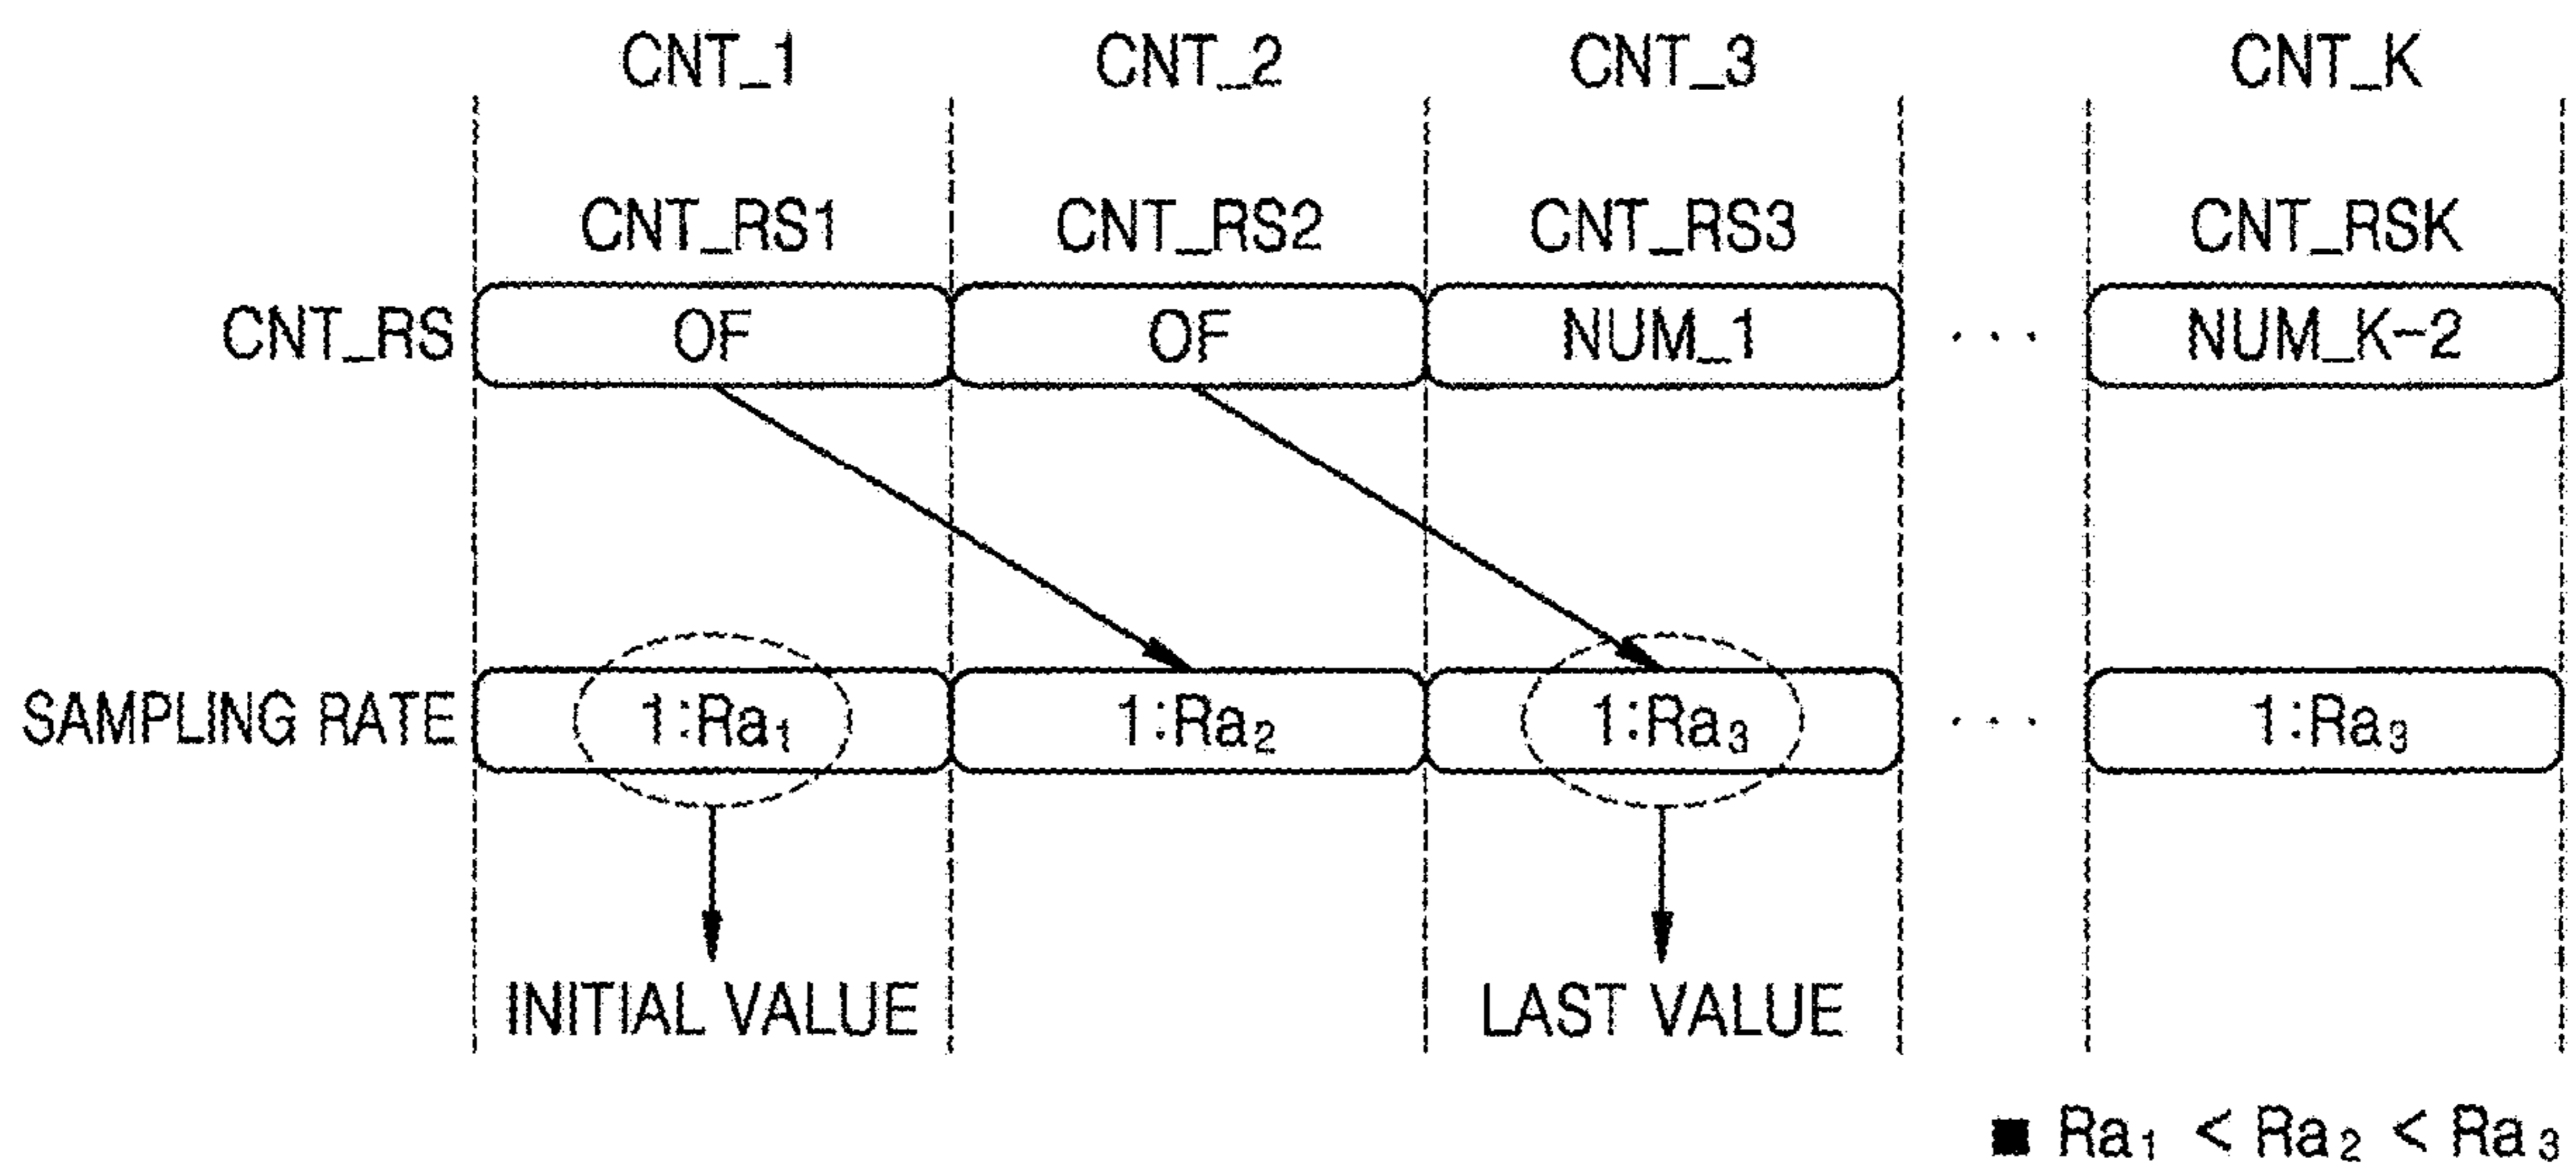 CNT_1 CNT_2 CNT_3 CNT_K
CNT_RS1 CNT_RS2 CNT_RS3 CNT_RSK
CNT_RS OF OF NUM_1 · · · NUM_K-2
SAMPLING RATE 1:Ra₁ 1:Ra₂ 1:Ra₃ · · · 1:Ra₃
INITIAL VALUE LAST VALUE
■ Ra₁ < Ra₂ < Ra₃